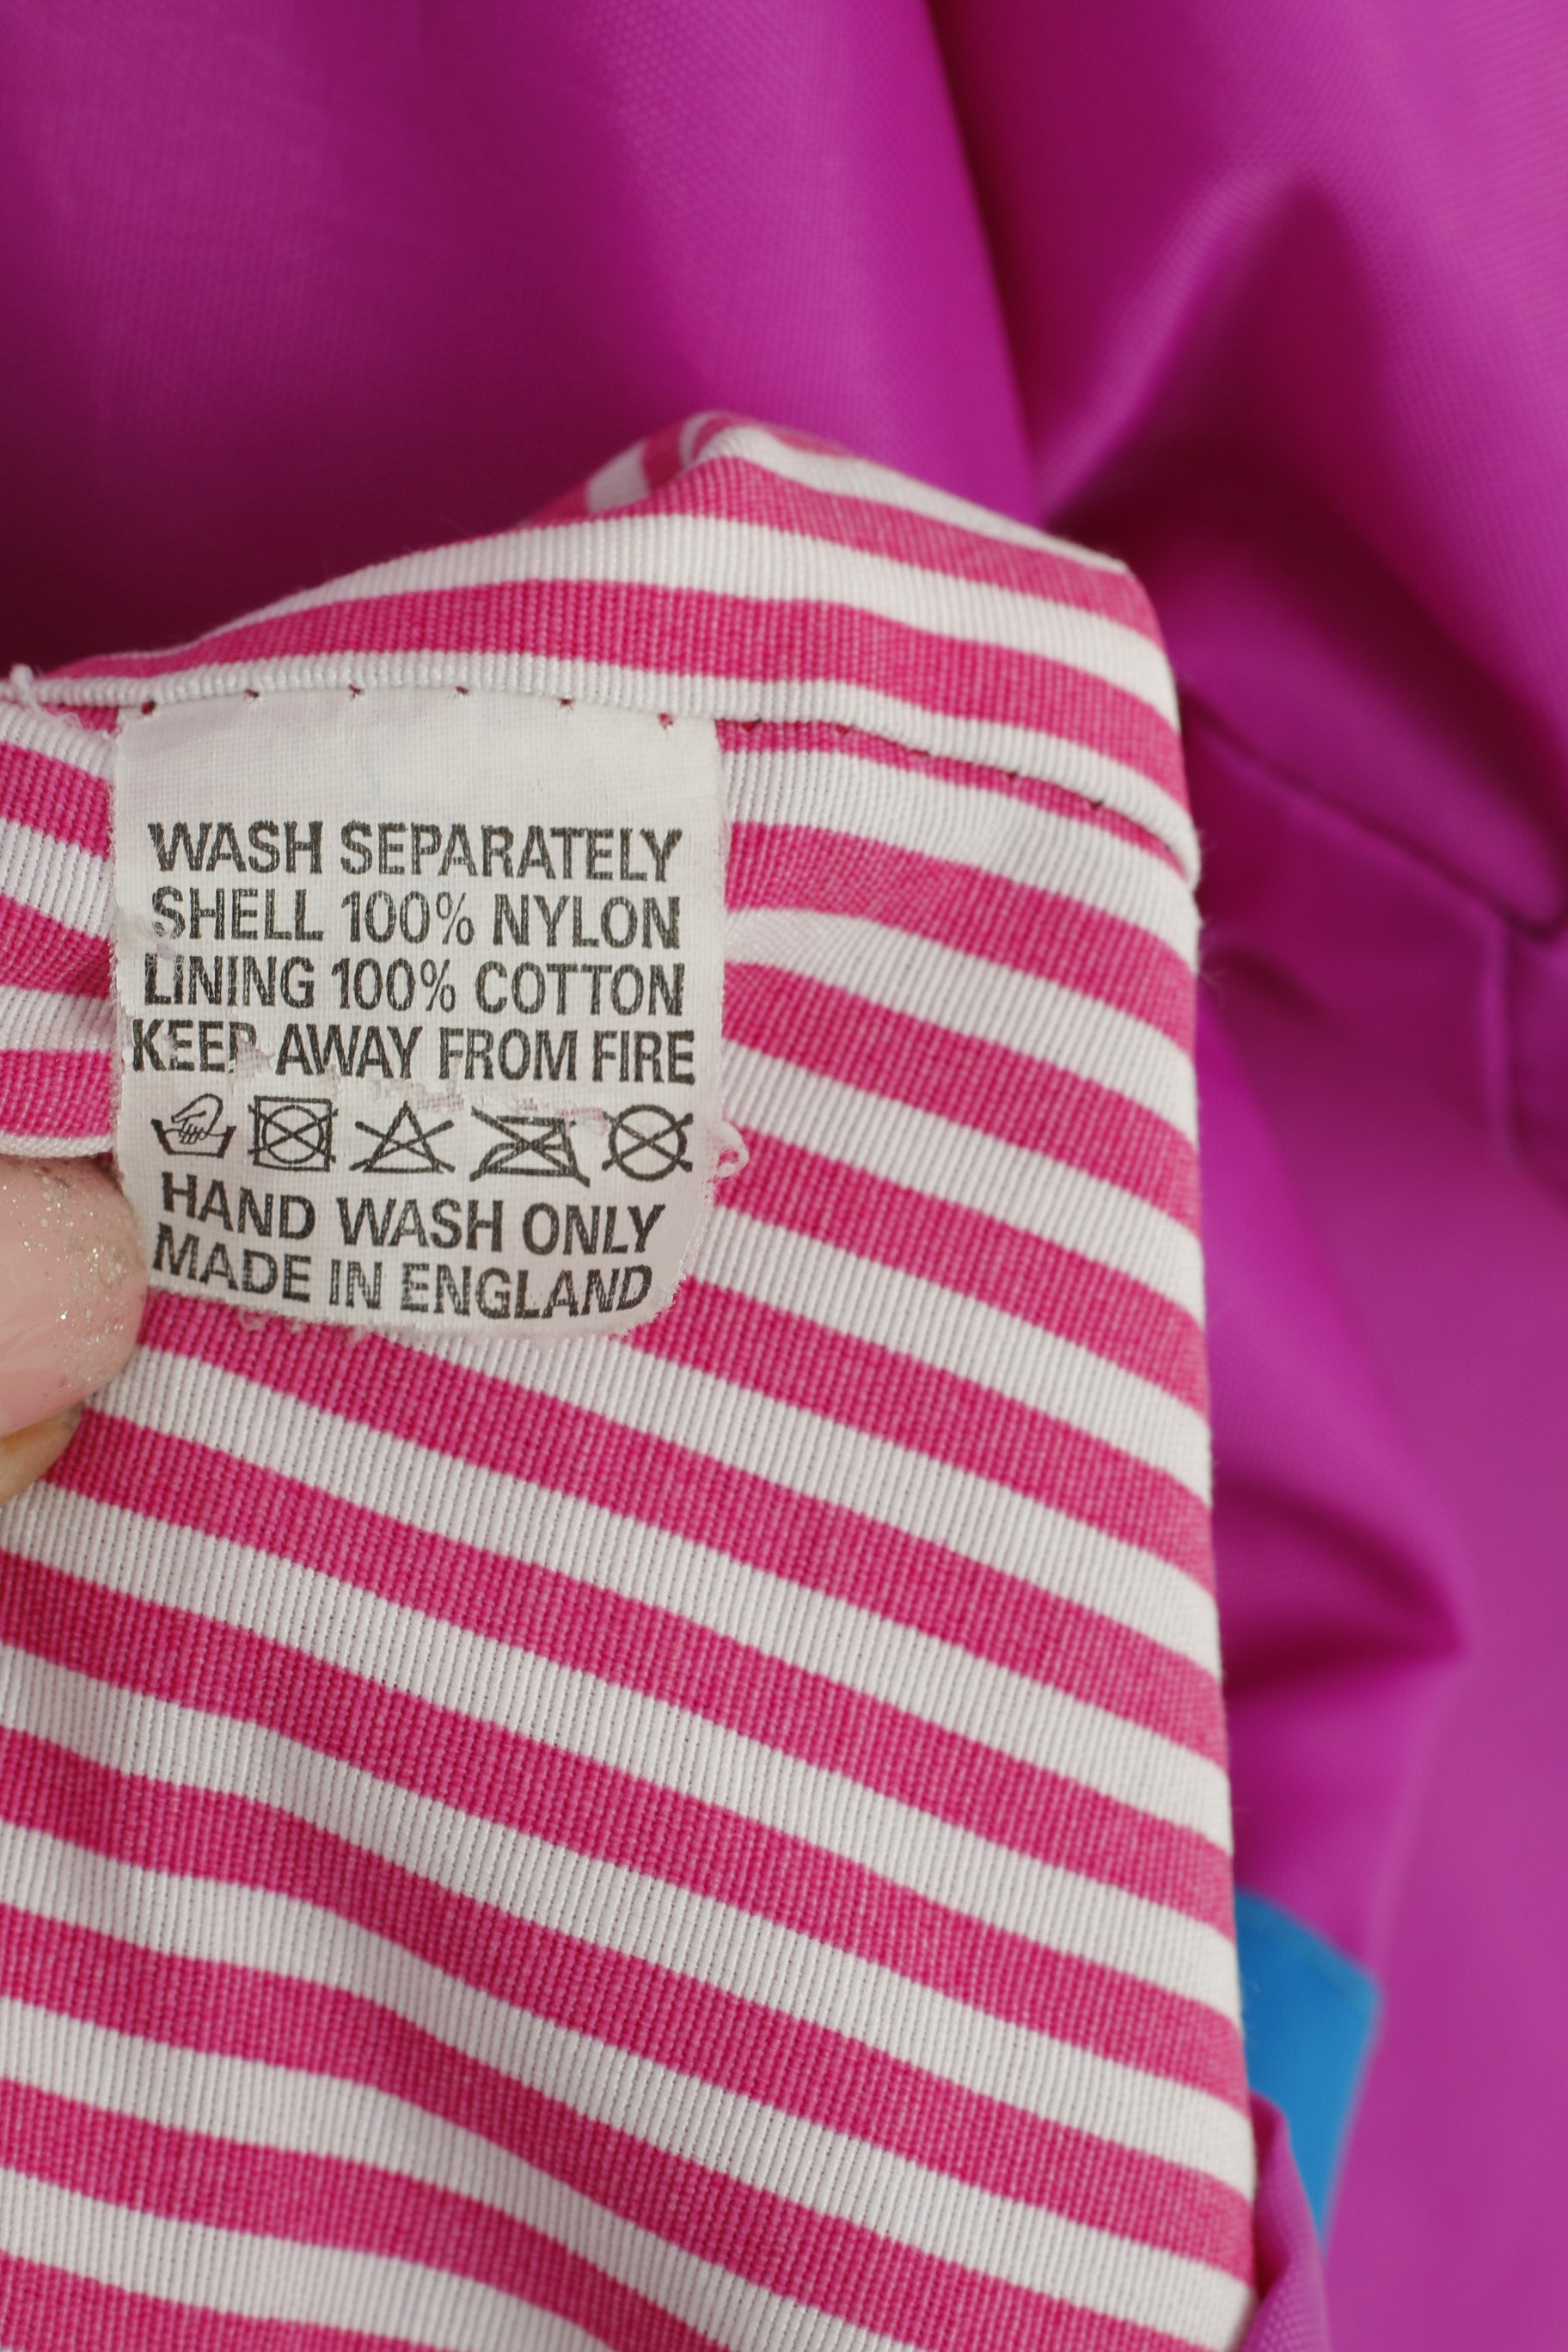 WASH SEPARATELY
SHELL 100% NYLON
LINING 100% COTTON
KEEP AWAY FROM FIRE
HAND WASH ONLY
MADE IN ENGLAND